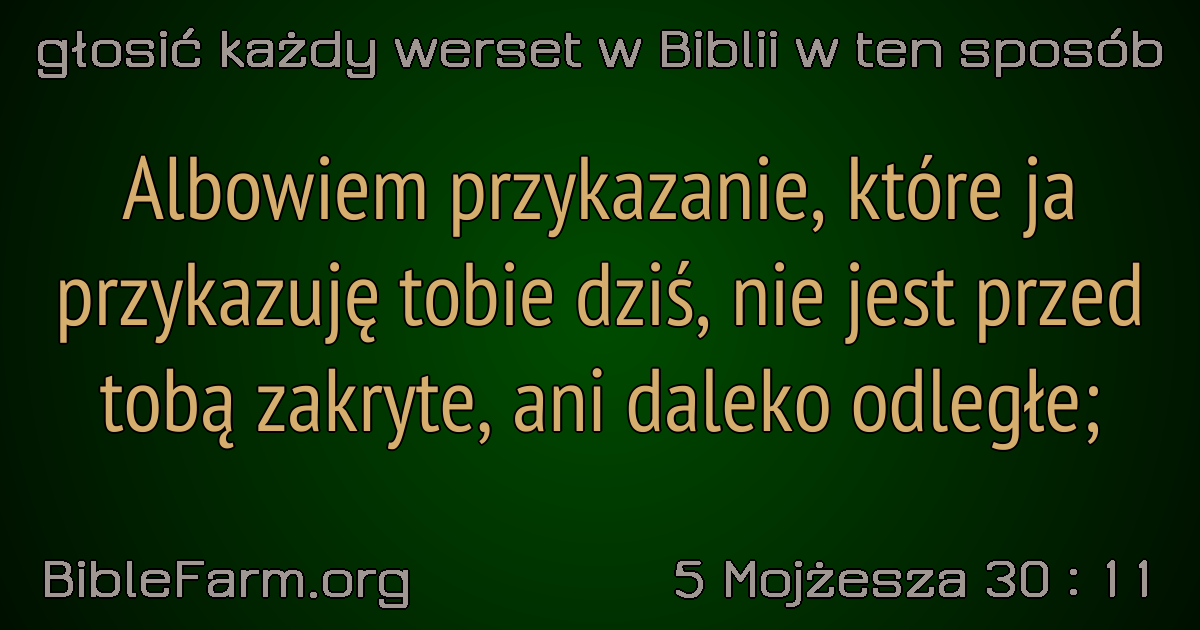 głosić każdy werset w Biblii w ten sposób
Albowiem przykazanie, które ja
przykazuję tobie dziś, nie jest przed
tobą zakryte, ani daleko odległe;
BibleFarm.org
5 Mojżesza 30 : 11